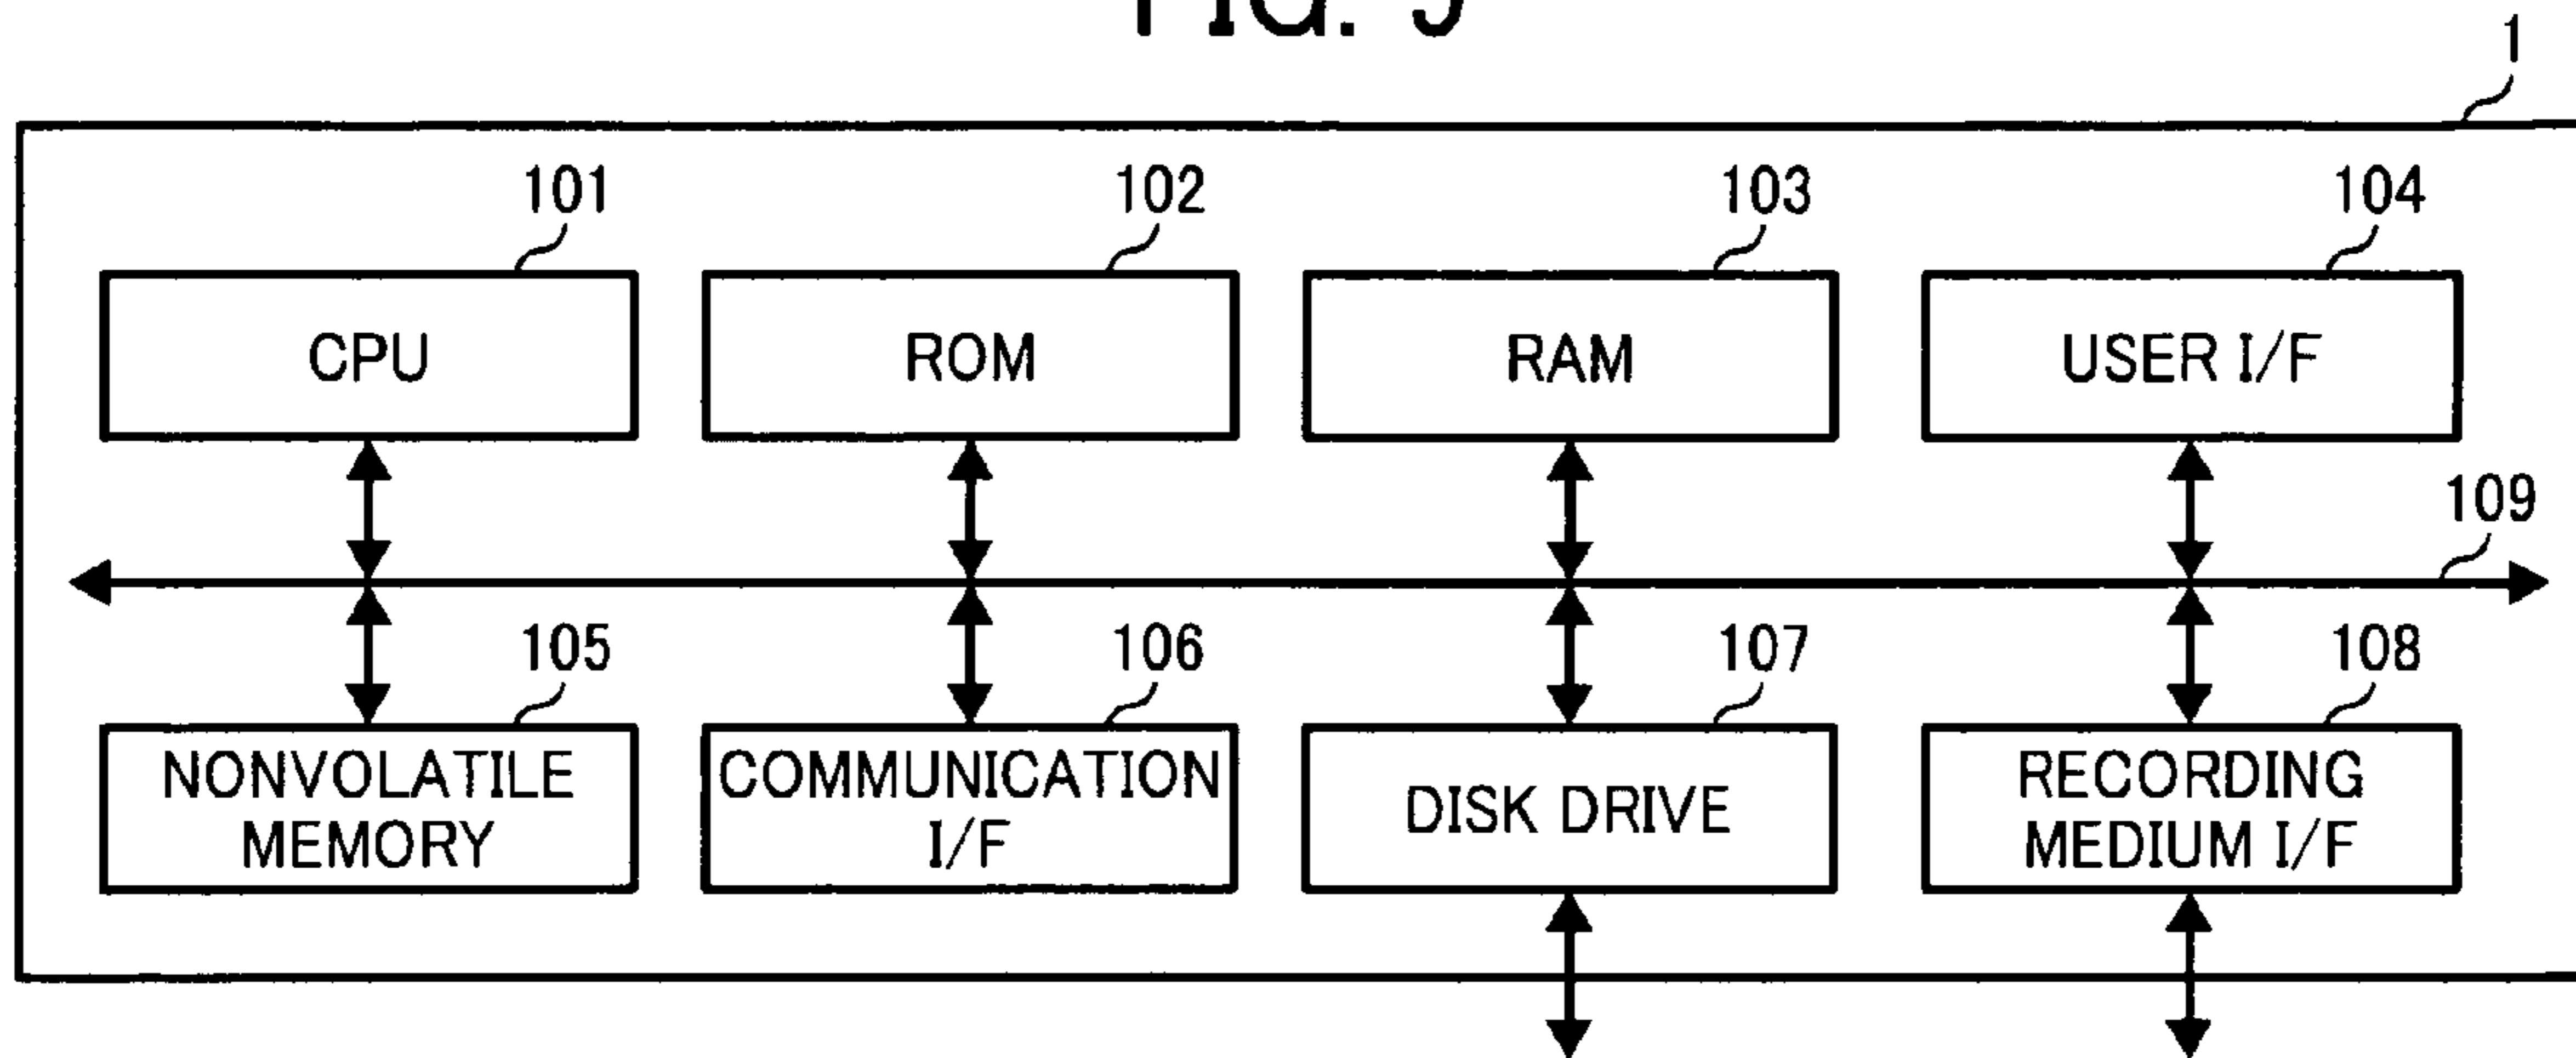 FIG.
1
101 102 103 104
CPU ROM RAM USER I/F
109
105 106 107 108
NONVOLATILE MEMORY
COMMUNICATION I/F
DISK DRIVE
RECORDING MEDIUM I/F